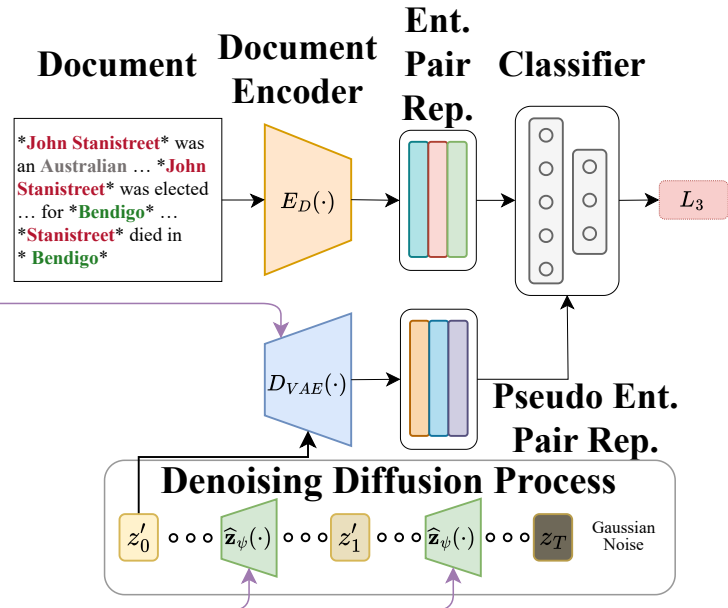 Document
Document
Encoder
Ent.
Pair
Rep.
Classifier
*John Stanistreet* was
an Australian … *John
Stanistreet* was elected
… for *Bendigo* …
*Stanistreet* died in
* Bendigo*
E_D(·)
L_3
D_{VAE}(·)
Pseudo Ent.
Pair Rep.
Denoising Diffusion Process
z′_0
ẑ_ψ(·)
z′_1
ẑ_ψ(·)
z_T
Gaussian
Noise